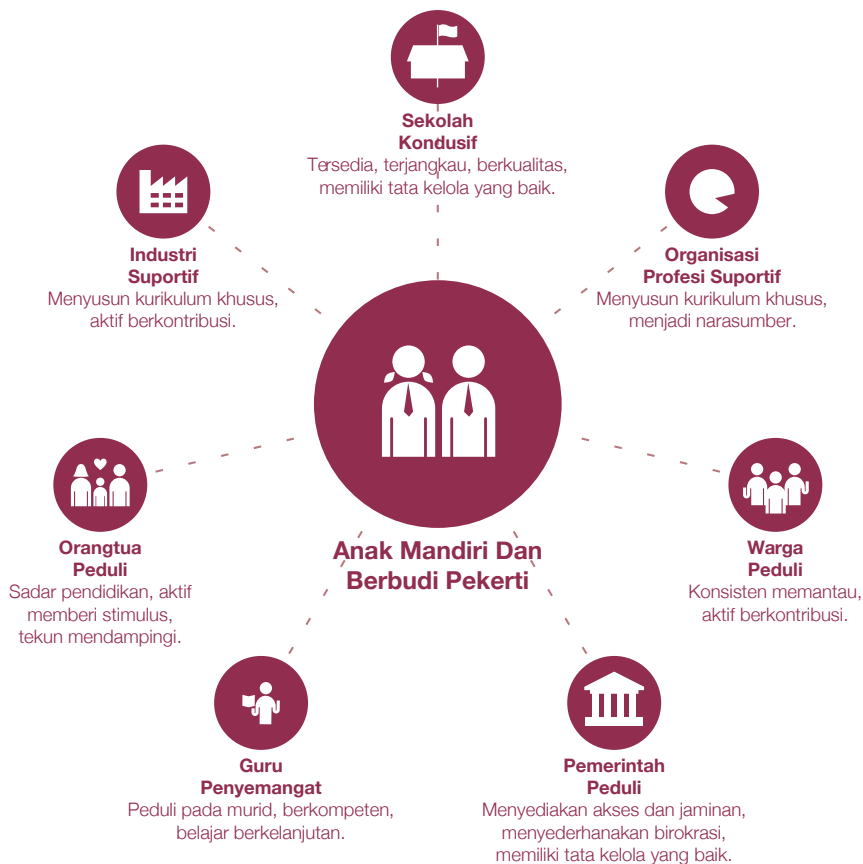 Sekolah
Kondusif
Tersedia, terjangkau, berkualitas,
memiliki tata kelola yang baik.
Industri
Suportif
Menyusun kurikulum khusus,
aktif berkontribusi.
Organisasi
Profesi Suportif
Menyusun kurikulum khusus,
menjadi narasumber.
Anak Mandiri Dan
Berbudi Pekerti
Orangtua
Peduli
Sadar pendidikan, aktif
memberi stimulus,
tekun mendampingi.
Warga
Peduli
Konsisten memantau,
aktif berkontribusi.
Guru
Penyemangat
Peduli pada murid, berkompeten,
belajar berkelanjutan.
Pemerintah
Peduli
Menyediakan akses dan jaminan,
menyederhanakan birokrasi,
memiliki tata kelola yang baik.